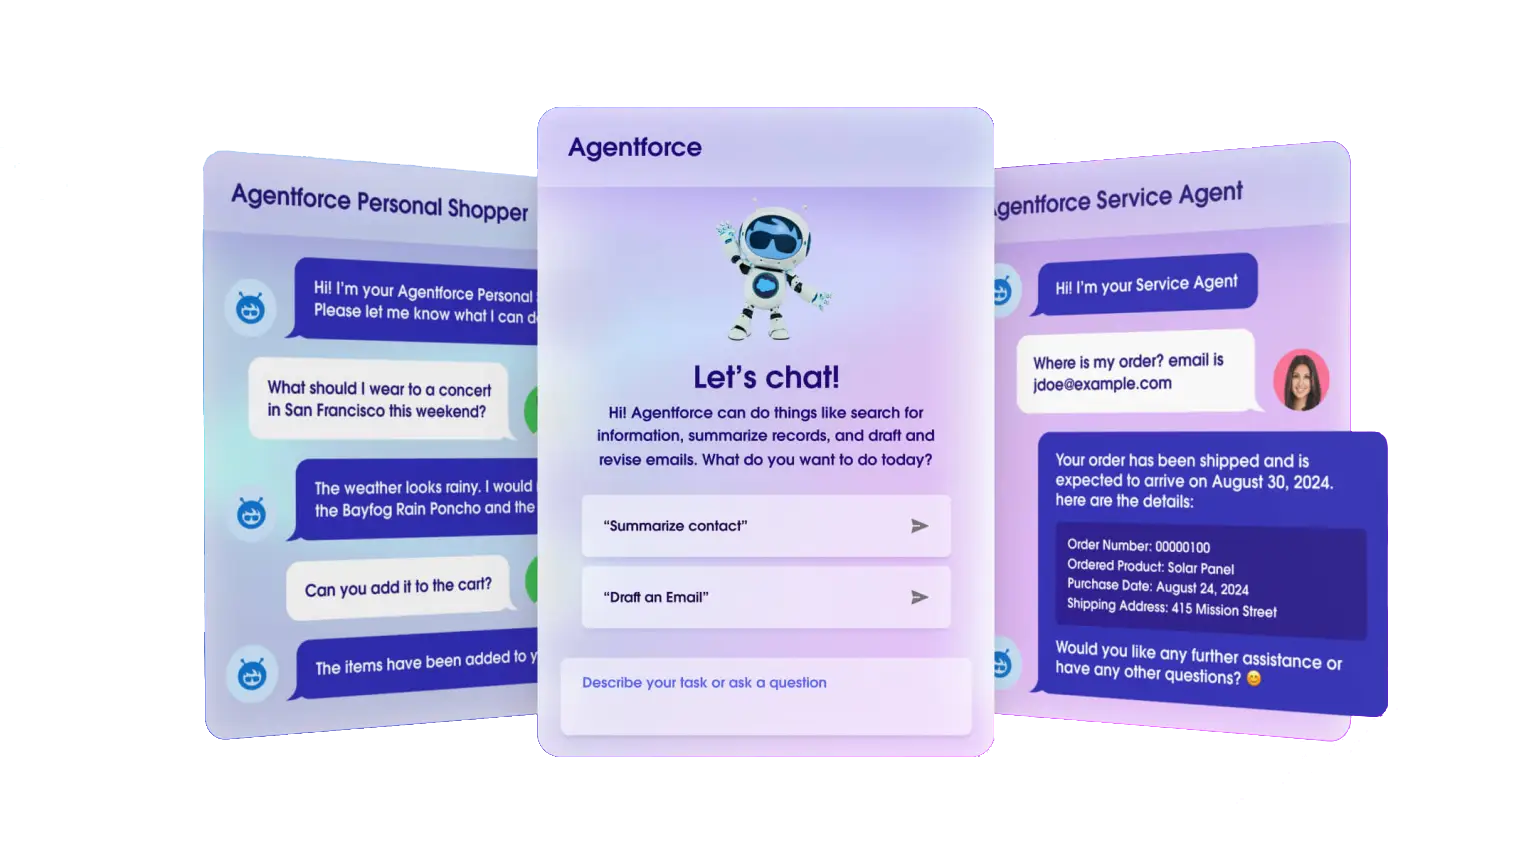 Agentforce Personal Shopper
Hi! I'm your Agentforce Personal
Please let me know what I can
What should I wear to a concert
in San Francisco this weekend?
The weather looks rainy. I would
the Bayfog Rain Poncho and the
Can you add it to the cart?
The items have been added to
Agentforce
Let's chat!
Hi! Agentforce can do things like search for
information, summarize records, and draft and
revise emails. What do you want to do today?
“Summarize contact”
“Draft an Email”
Describe your task or ask a question
gentforce Service Agent
Hi! I'm your Service Agent
Where is my order? email is
jdoe@example.com
Your order has been shipped and is
expected to arrive on August 30, 2024.
here are the details:
Order Number: 00000100
Ordered Product: Solar Panel
Purchase Date: August 24, 2024
Shipping Address: 415 Mission Street
Would you like any further assistance or
have any other questions? 😊